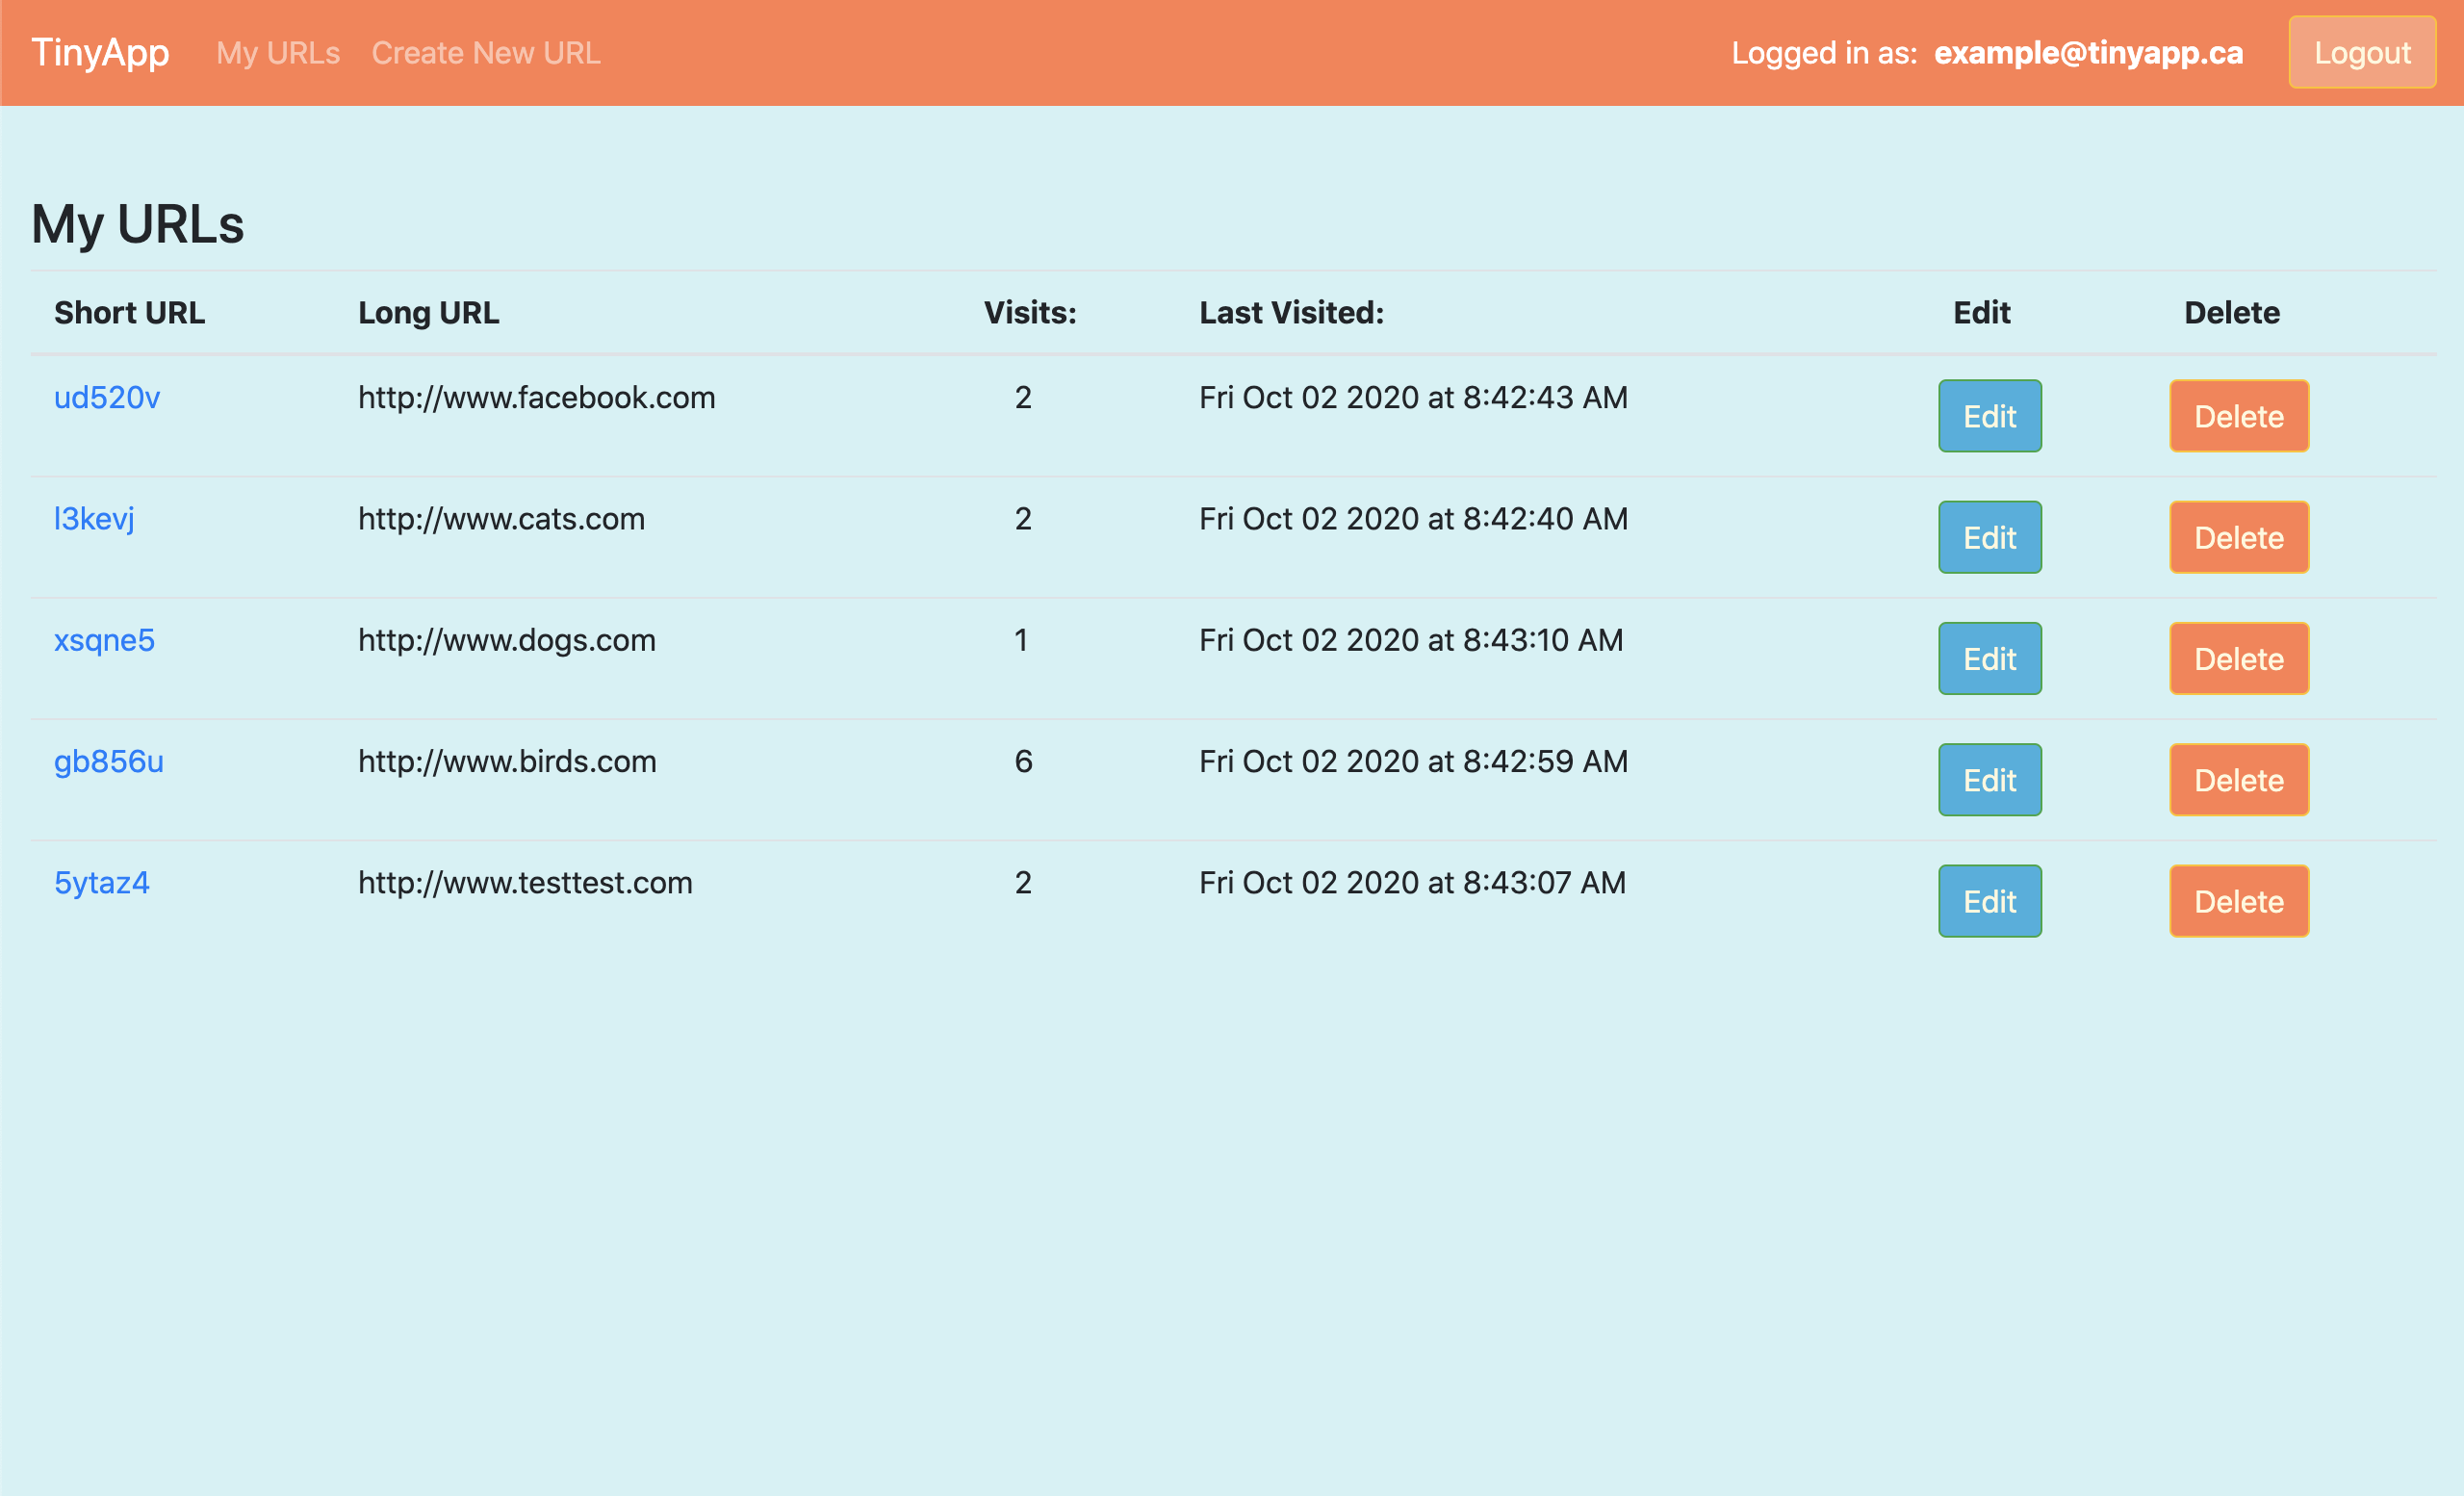 TinyApp My URLs Create New URL Logged in as: example@tinyapp.ca Logout
My URLs
Short URL Long URL Visits: Last Visited: Edit Delete
ud520v http://www.facebook.com 2 Fri Oct 02 2020 at 8:42:43 AM Edit Delete
l3kevj http://www.cats.com 2 Fri Oct 02 2020 at 8:42:40 AM Edit Delete
xsqne5 http://www.dogs.com 1 Fri Oct 02 2020 at 8:43:10 AM Edit Delete
gb856u http://www.birds.com 6 Fri Oct 02 2020 at 8:42:59 AM Edit Delete
5ytaz4 http://www.testtest.com 2 Fri Oct 02 2020 at 8:43:07 AM Edit Delete